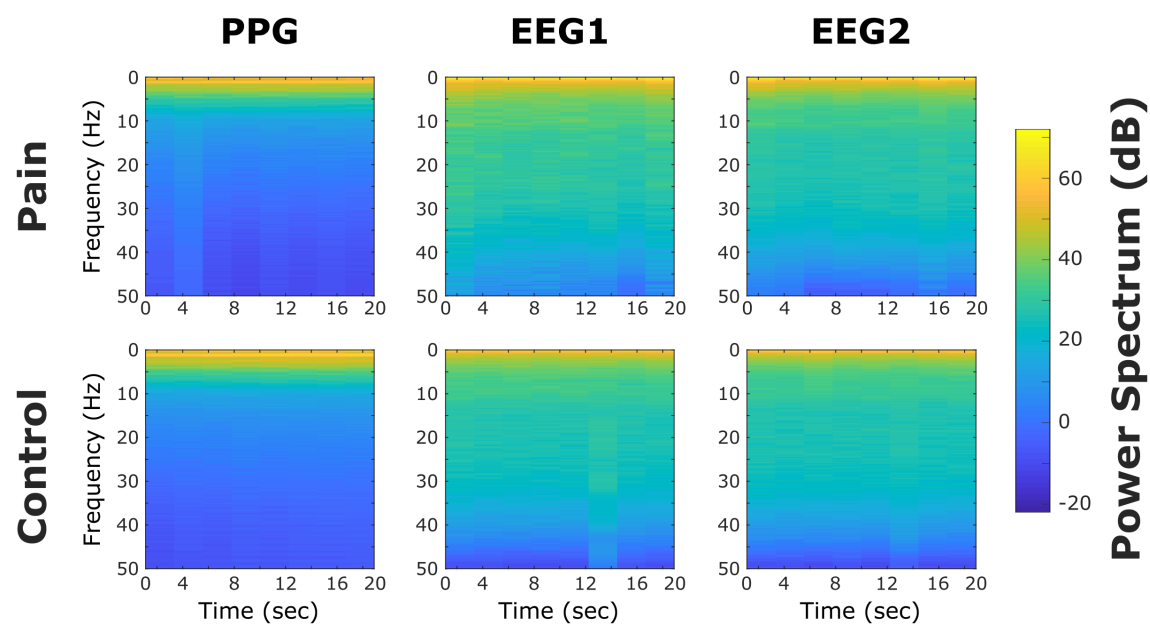 PPG EEG1 EEG2
Pain
Frequency (Hz)
0 10 20 30 40 50
0 4 8 12 16 20
0 10 20 30 40 50
0 4 8 12 16 20
0 10 20 30 40 50
0 4 8 12 16 20
Control
Frequency (Hz)
0 10 20 30 40 50
0 4 8 12 16 20
Time (sec)
0 10 20 30 40 50
0 4 8 12 16 20
Time (sec)
0 10 20 30 40 50
0 4 8 12 16 20
Time (sec)
60
40
20
0
-20
Power Spectrum (dB)